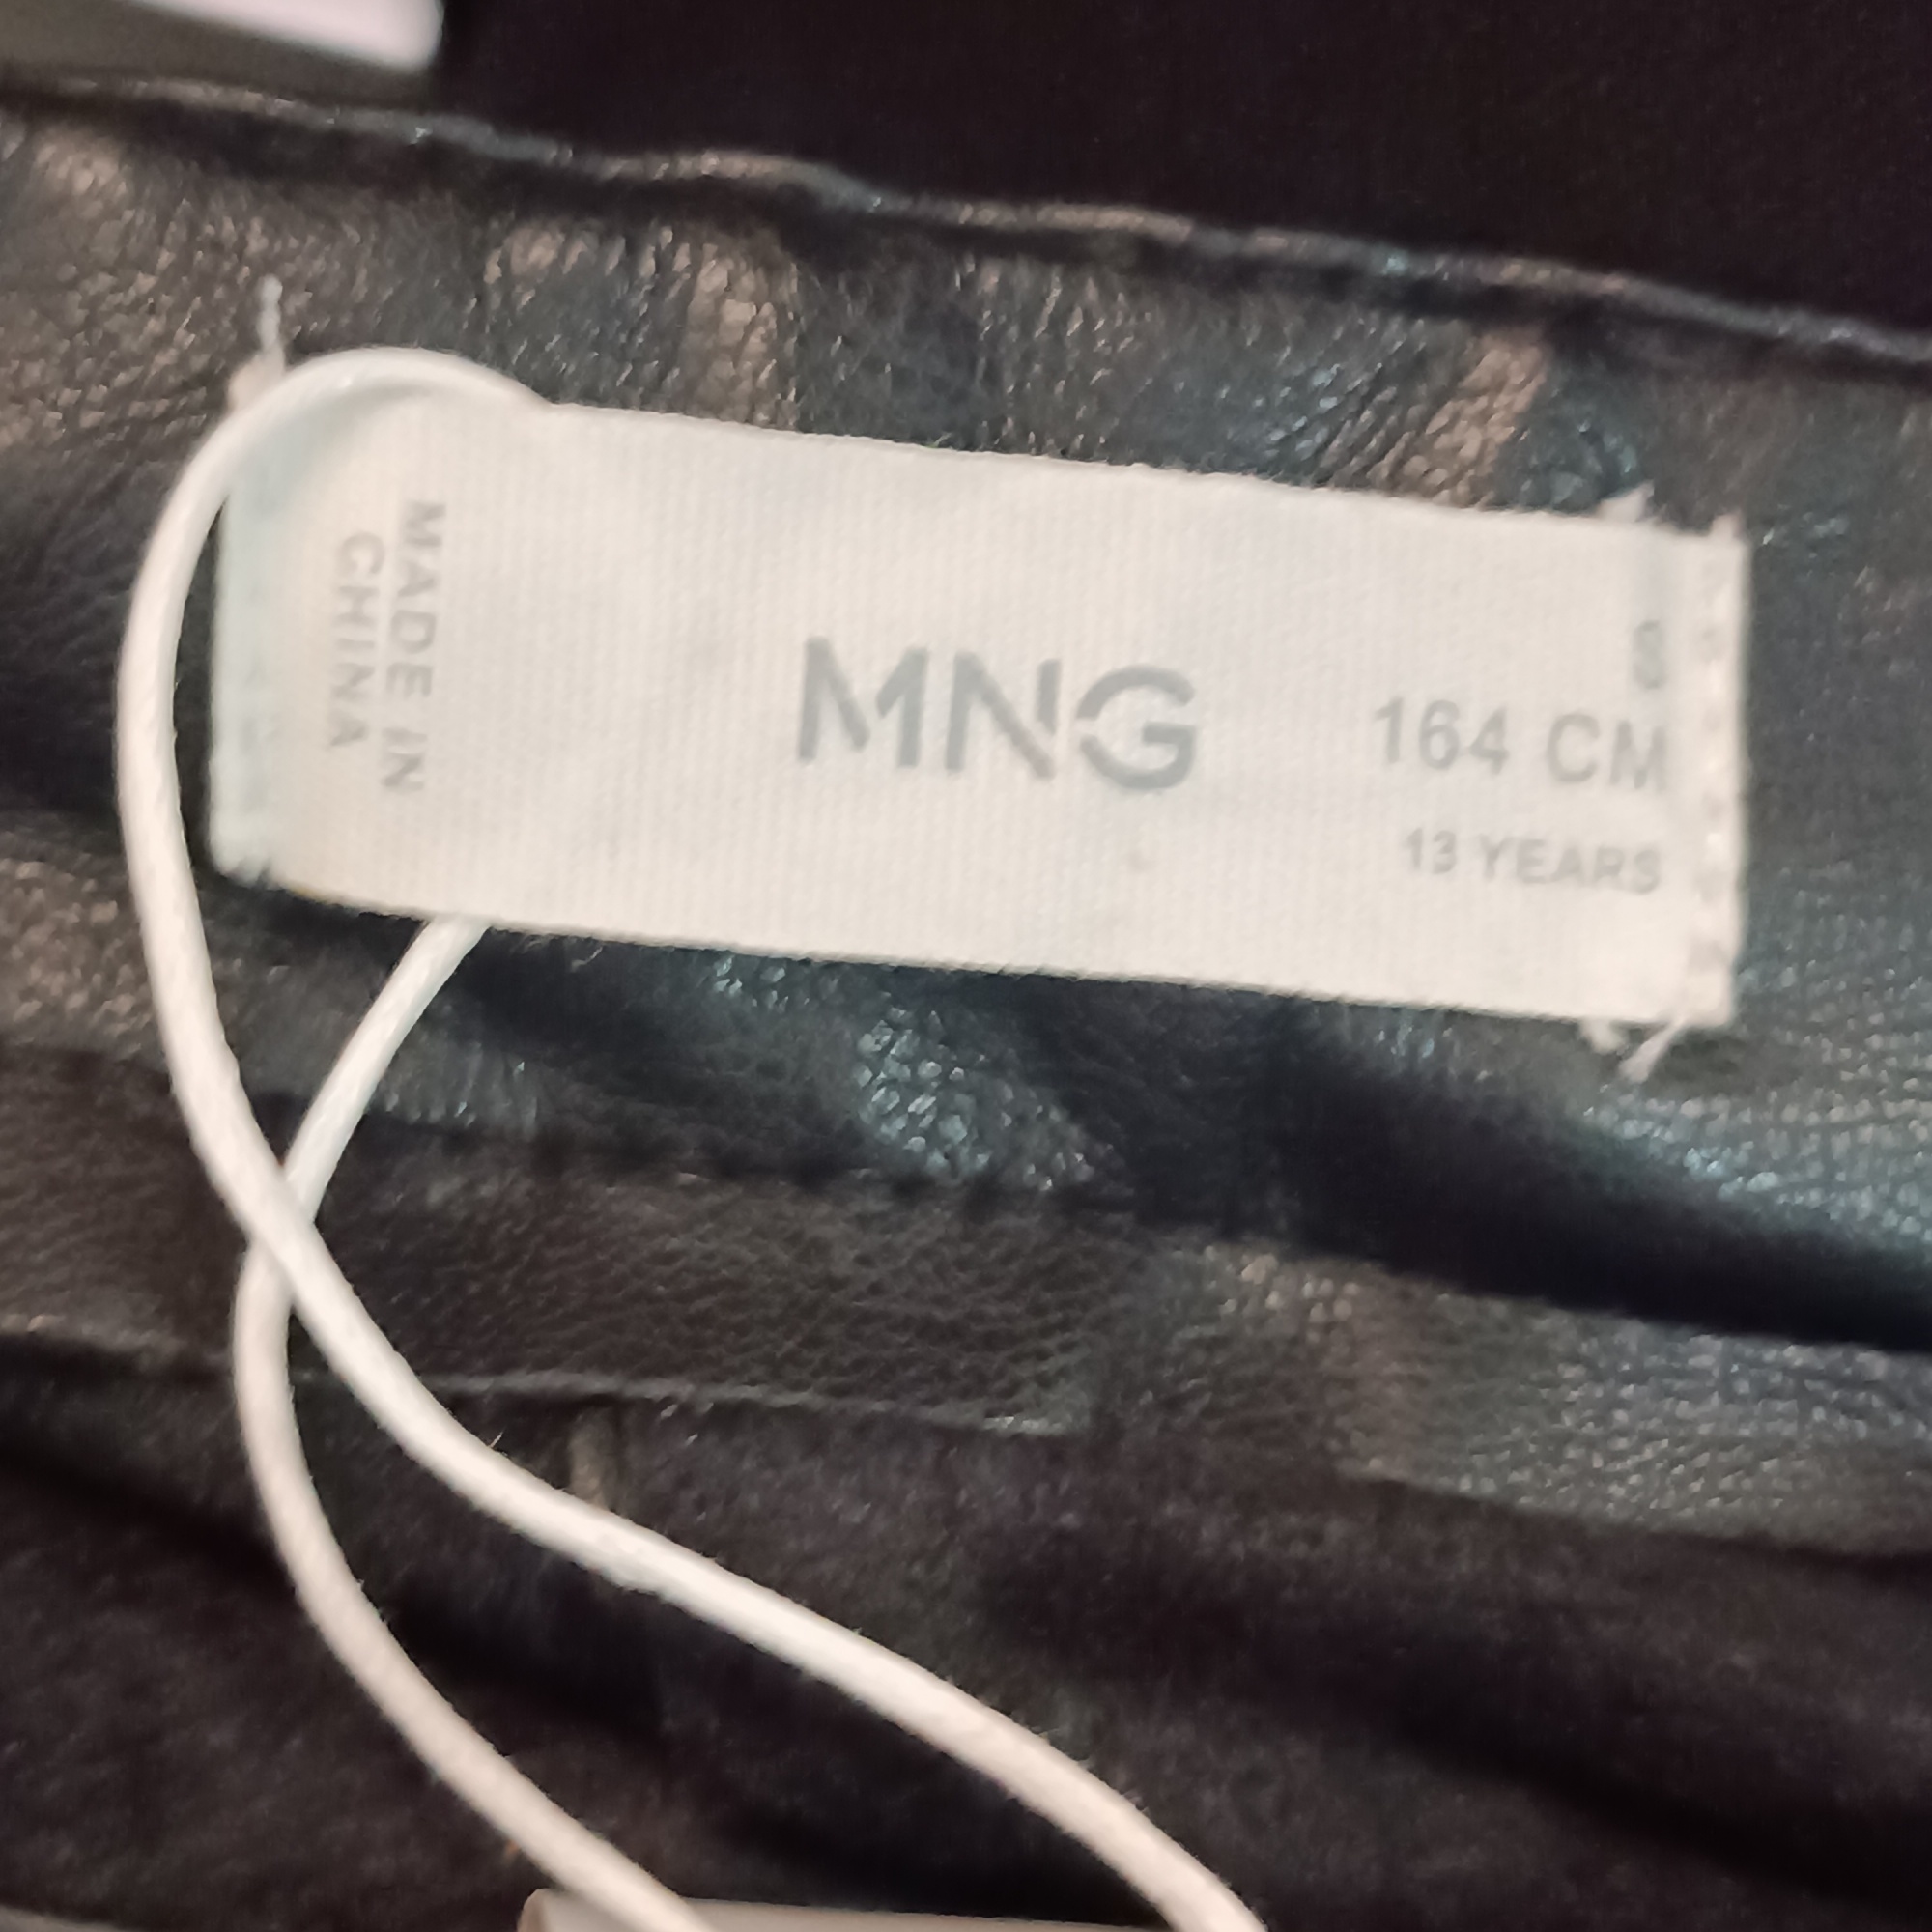 MADE IN
CHINA
MNG
S
164 CM
13 YEARS